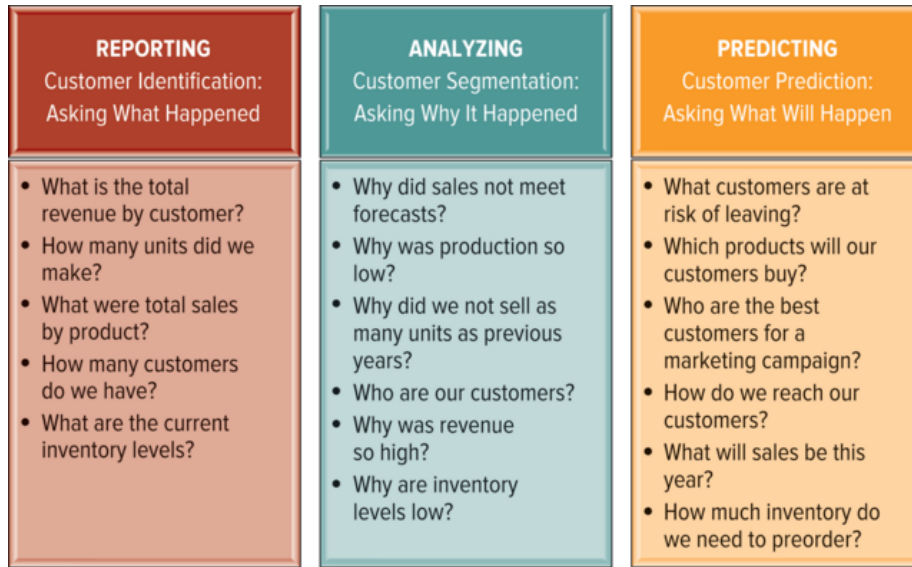 REPORTING
Customer Identification:
Asking What Happened
• What is the total
revenue by customer?
• How many units did we
make?
• What were total sales
by product?
• How many customers
do we have?
• What are the current
inventory levels?
ANALYZING
Customer Segmentation:
Asking Why It Happened
• Why did sales not meet
forecasts?
• Why was production so
low?
• Why did we not sell as
many units as previous
years?
• Who are our customers?
• Why was revenue
so high?
• Why are inventory
levels low?
PREDICTING
Customer Prediction:
Asking What Will Happen
• What customers are at
risk of leaving?
• Which products will our
customers buy?
• Who are the best
customers for a
marketing campaign?
• How do we reach our
customers?
• What will sales be this
year?
• How much inventory do
we need to preorder?